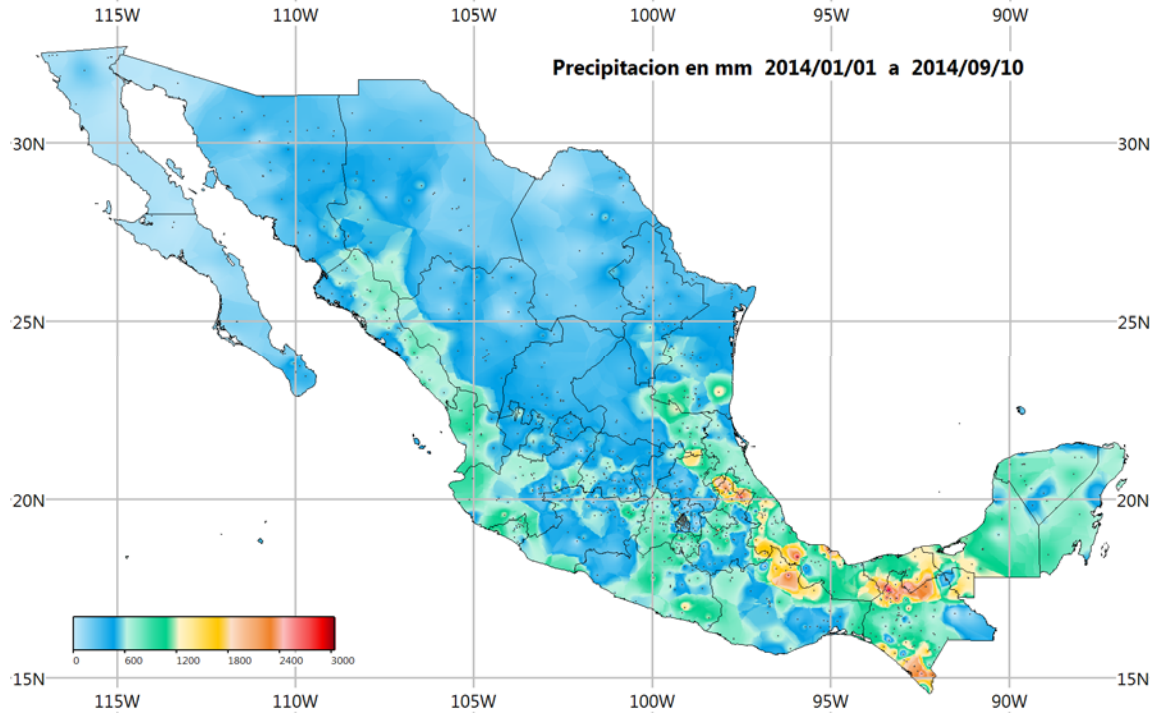 115W 110W 105W 100W 95W 90W
Precipitacion en mm 2014/01/01 a 2014/09/10
30N 30N
25N 25N
20N 20N
0 600 1200 1800 2400 3000
15N 15N
115W 110W 105W 100W 95W 90W